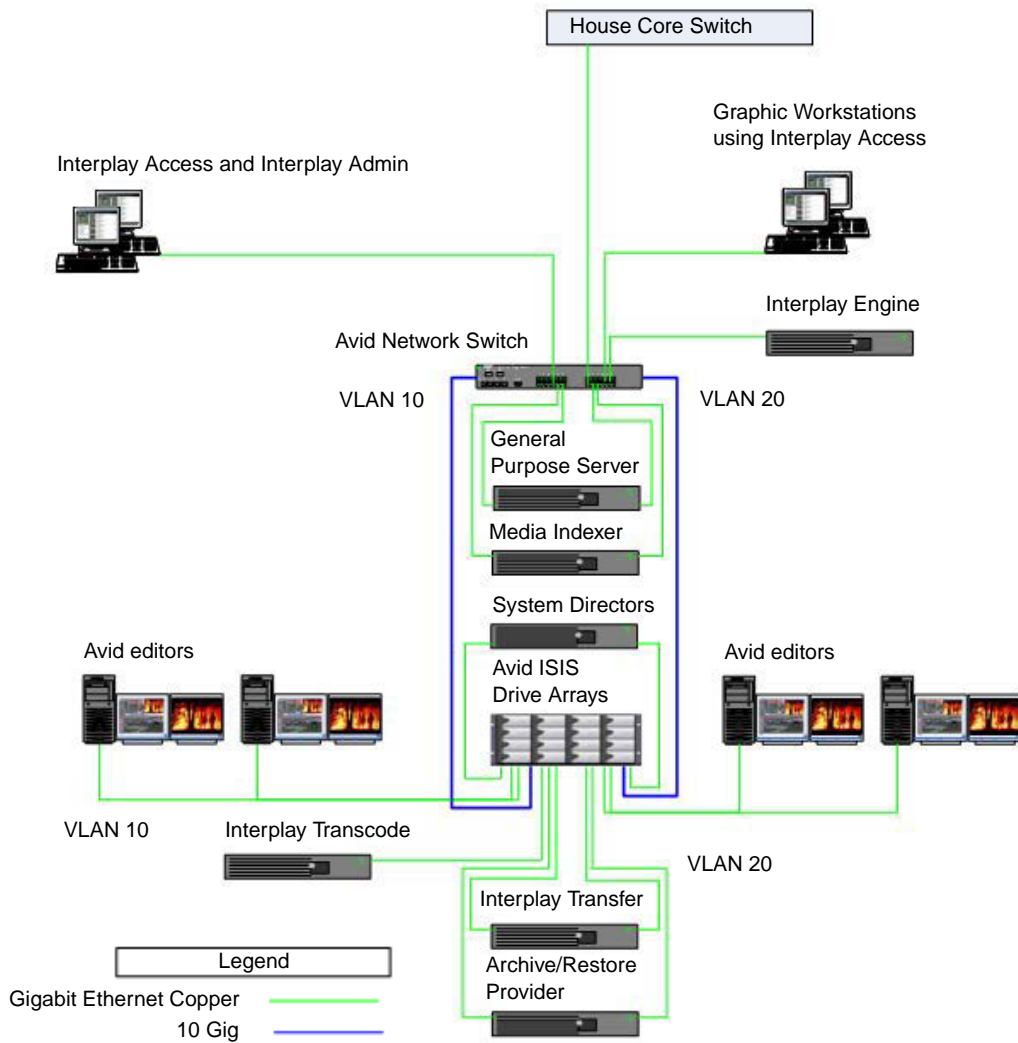 House Core Switch
Graphic Workstations
using Interplay Access
Interplay Access and Interplay Admin
Interplay Engine
Avid Network Switch
VLAN 10
VLAN 20
General
Purpose Server
Media Indexer
System Directors
Avid editors
Avid ISIS
Drive Arrays
Avid editors
VLAN 10
Interplay Transcode
VLAN 20
Interplay Transfer
Legend
Archive/Restore
Provider
Gigabit Ethernet Copper
10 Gig